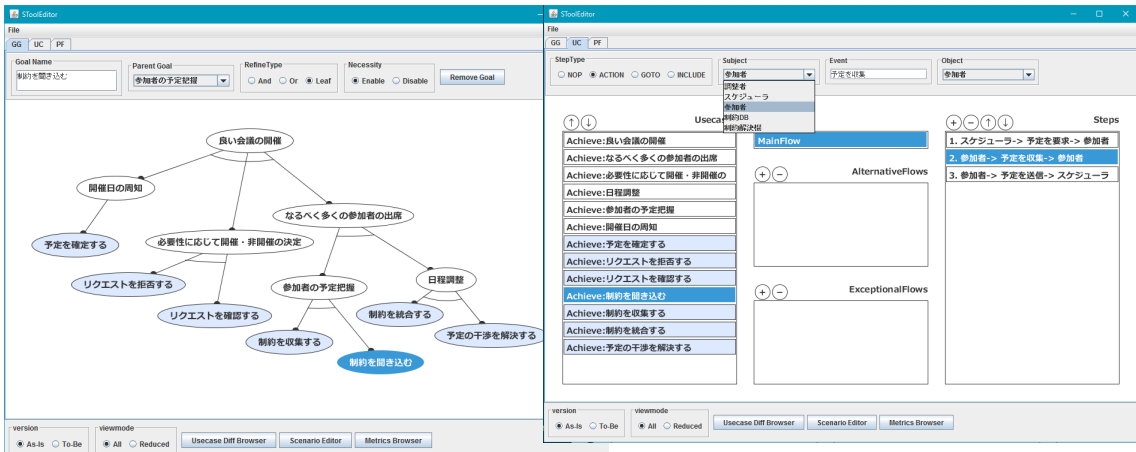 SToolEditor
File
GG UC PF
Goal Name
制約を聞き込む
Parent Goal
参加者の予定把握
RefineType
And Or Leaf
Necessity
Enable Disable
Remove Goal
良い会議の開催
開催日の周知
なるべく多くの参加者の出席
予定を確定する
必要性に応じて開催・非開催の決定
リクエストを拒否する
参加者の予定把握
日程調整
リクエストを確認する
制約を統合する
制約を収集する
予定の干渉を解決する
制約を聞き込む
version
As-Is To-Be
viewmode
All Reduced
Usecase Diff Browser
Scenario Editor
Metrics Browser
SToolEditor
File
GG UC PF
StepType
NOP ACTION GOTO INCLUDE
Subject
参加者
調整者
スケジューラ
参加者
制約DB
制約解決機
Event
予定を収集
Object
参加者
↑ ↓
Usecas
Achieve:良い会議の開催
Achieve:なるべく多くの参加者の出席
Achieve:必要性に応じて開催・非開催の
Achieve:日程調整
Achieve:参加者の予定把握
Achieve:開催日の周知
Achieve:予定を確定する
Achieve:リクエストを拒否する
Achieve:リクエストを確認する
Achieve:制約を聞き込む
Achieve:制約を収集する
Achieve:制約を統合する
Achieve:予定の干渉を解決する
MainFlow
+ − AlternativeFlows
+ − ExceptionalFlows
+ − ↑ ↓ Steps
1. スケジューラ-> 予定を要求-> 参加者
2. 参加者-> 予定を収集-> 参加者
3. 参加者-> 予定を送信-> スケジューラ
version
As-Is To-Be
viewmode
All Reduced
Usecase Diff Browser
Scenario Editor
Metrics Browser